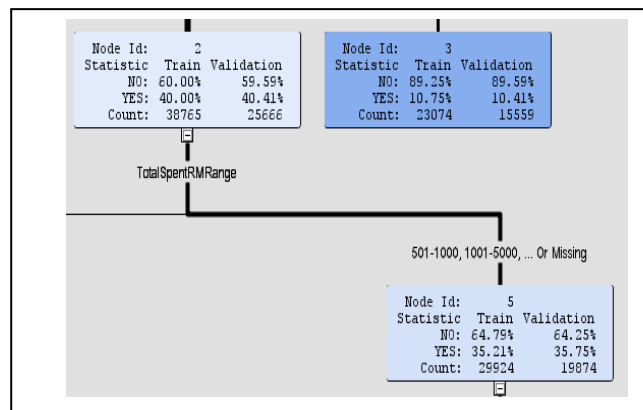 Node Id: 2
Statistic Train Validation
NO: 60.00% 59.59%
YES: 40.00% 40.41%
Count: 38765 25666
Node Id: 3
Statistic Train Validation
NO: 89.25% 89.59%
YES: 10.75% 10.41%
Count: 23074 15559
TotalSpentRMRange
501-1000, 1001-5000, ... Or Missing
Node Id: 5
Statistic Train Validation
NO: 64.79% 64.25%
YES: 35.21% 35.75%
Count: 29924 19874